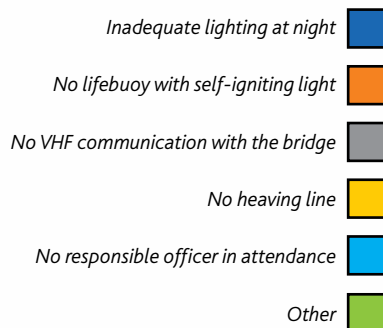 Inadequate lighting at night
No lifebuoy with self-igniting light
No VHF communication with the bridge
No heaving line
No responsible officer in attendance
Other